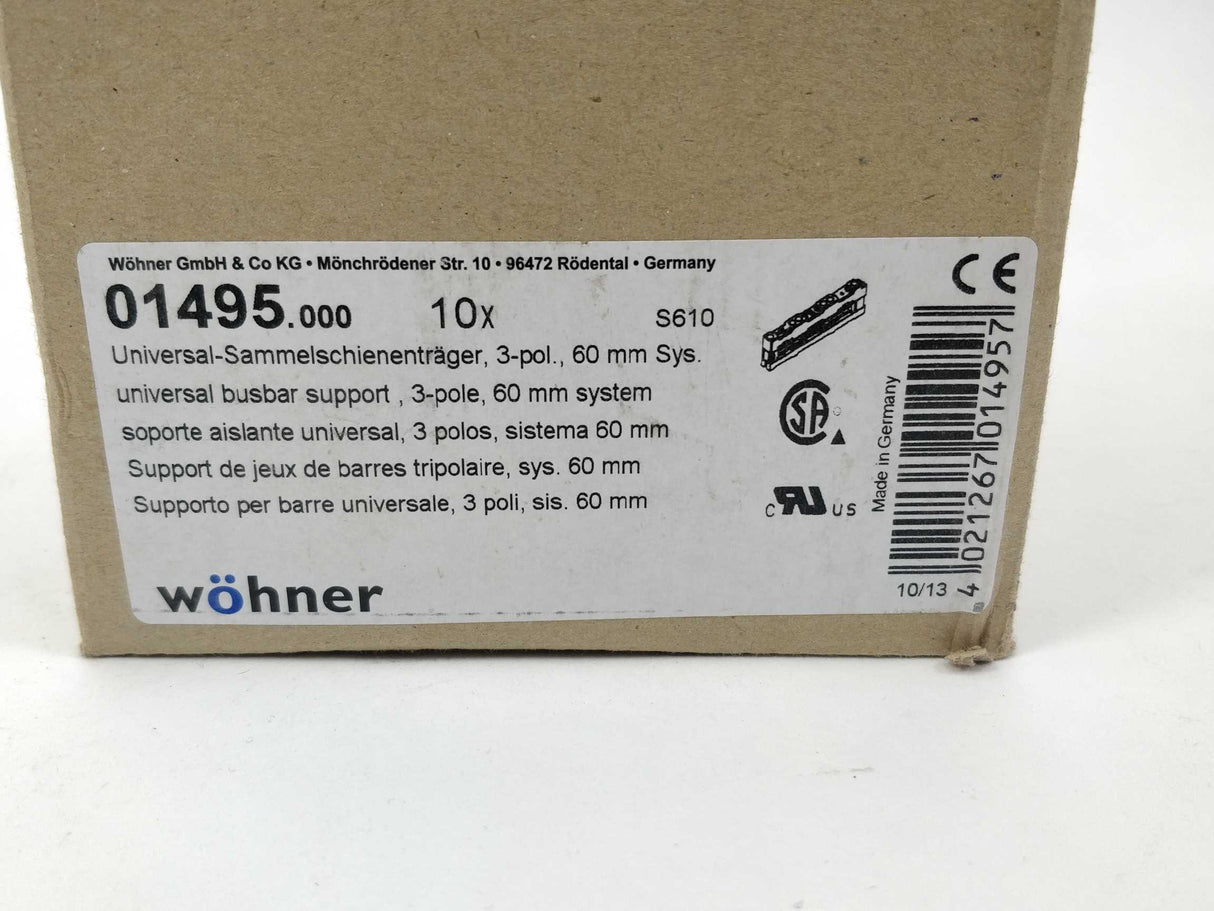 Wöhner GmbH & Co KG • Mönchrödener Str. 10 • 96472 Rödental • Germany
01495.000 10x S610
Universal-Sammelschienenträger, 3-pol., 60 mm Sys.
universal busbar support , 3-pole, 60 mm system
soporte aislante universal, 3 polos, sistema 60 mm
Support de jeux de barres tripolaire, sys. 60 mm
Supporto per barre universale, 3 poli, sis. 60 mm
wöhner
CE
SA
c RU US
Made in Germany
4 021267 014957
10/13